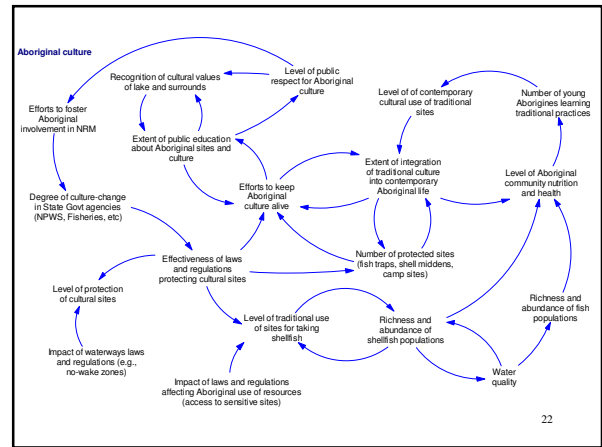 Aboriginal culture
Recognition of cultural values
of lake and surrounds
Level of public
respect for Aboriginal
culture
Level of of contemporary
cultural use of traditional
sites
Number of young
Aborigines learning
traditional practices
Efforts to foster
Aboriginal
involvement in NRM
Extent of public education
about Aboriginal sites and
culture
Extent of integration
of traditional culture
into contemporary
Aboriginal life
Level of Aboriginal
community nutrition
and health
Efforts to keep
Aboriginal
culture alive
Degree of culture-change
in State Govt agencies
(NPWS, Fisheries, etc)
Effectiveness of laws
and regulations
protecting cultural sites
Number of protected sites
(fish traps, shell middens,
camp sites)
Level of protection
of cultural sites
Richness and
abundance of fish
populations
Level of traditional use
of sites for taking
shellfish
Richness and
abundance of
shellfish populations
Impact of waterways laws
and regulations (e.g.,
no-wake zones)
Water
quality
Impact of laws and regulations
affecting Aboriginal use of resources
(access to sensitive sites)
22